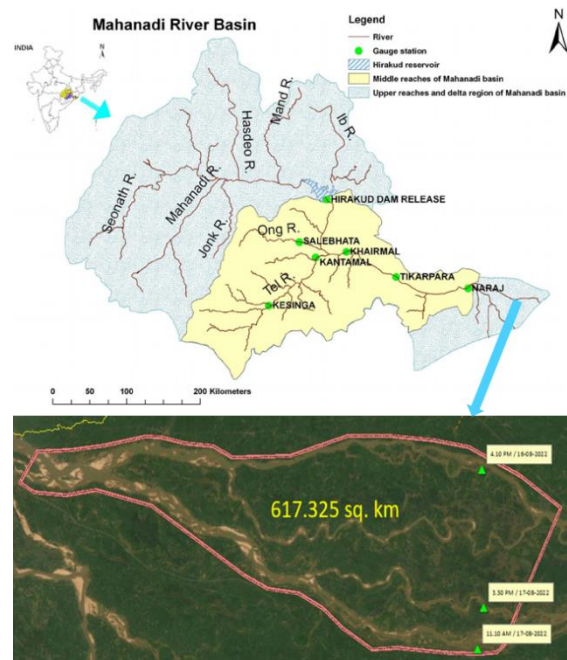 Mahanadi River Basin
INDIA
N
Legend
River
Gauge station
Hirakud reservoir
Middle reaches of Mahanadi basin
Upper reaches and delta region of Mahanadi basin
N
Mand R.
Ib R.
Hasdeo R.
Seonath R.
Mahanadi R.
Jonk R.
HIRAKUD DAM RELEASE
Ong R.
SALEBHATA
KHAIRMAL
KANTAMAL
TIKARPARA
Tel R.
NARAJ
KESINGA
0 50 100 200
Kilometers
4.10 PM / 16-08-2022
617.325 sq. km
3.30 PM / 17-08-2022
11.10 AM / 17-08-2022